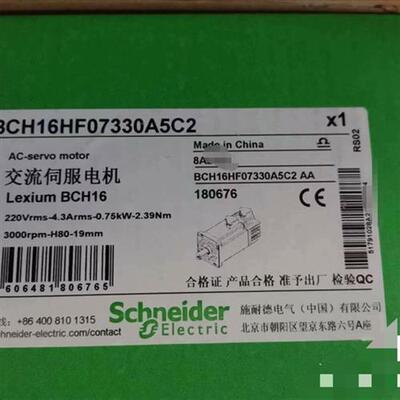 BCH16HF07330A5C2
x1
AC-servo motor
交流伺服电机
Lexium BCH16
220Vrms-4.3Arms-0.75kW-2.39Nm
3000rpm-H80-19mm
Made in China
BCH16HF07330A5C2 AA
180676
RS02
606481806765
合格证 产品合格 准予出厂 检验QC
热线: +86 400 810 1315
schneider-electric.com/contact
Schneider
Electric
施耐德电气（中国）有限公司
北京市朝阳区望京东路六号A座